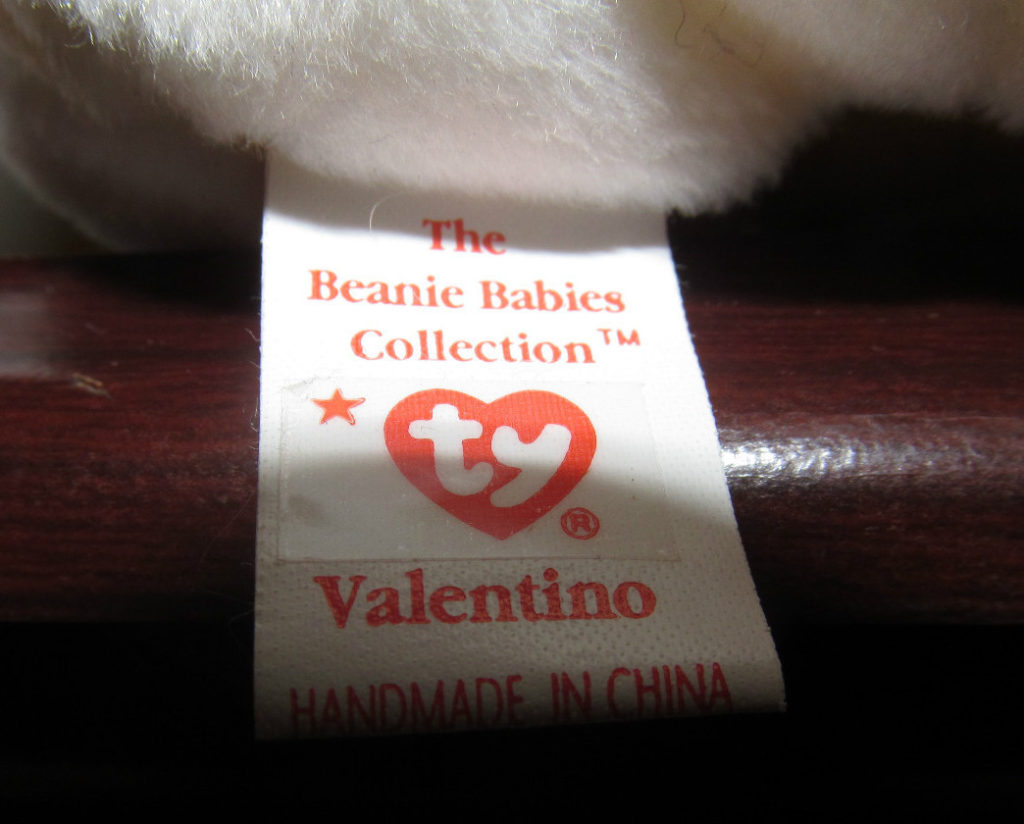 The
Beanie Babies
Collection™
ty
®
Valentino
HANDMADE IN CHINA